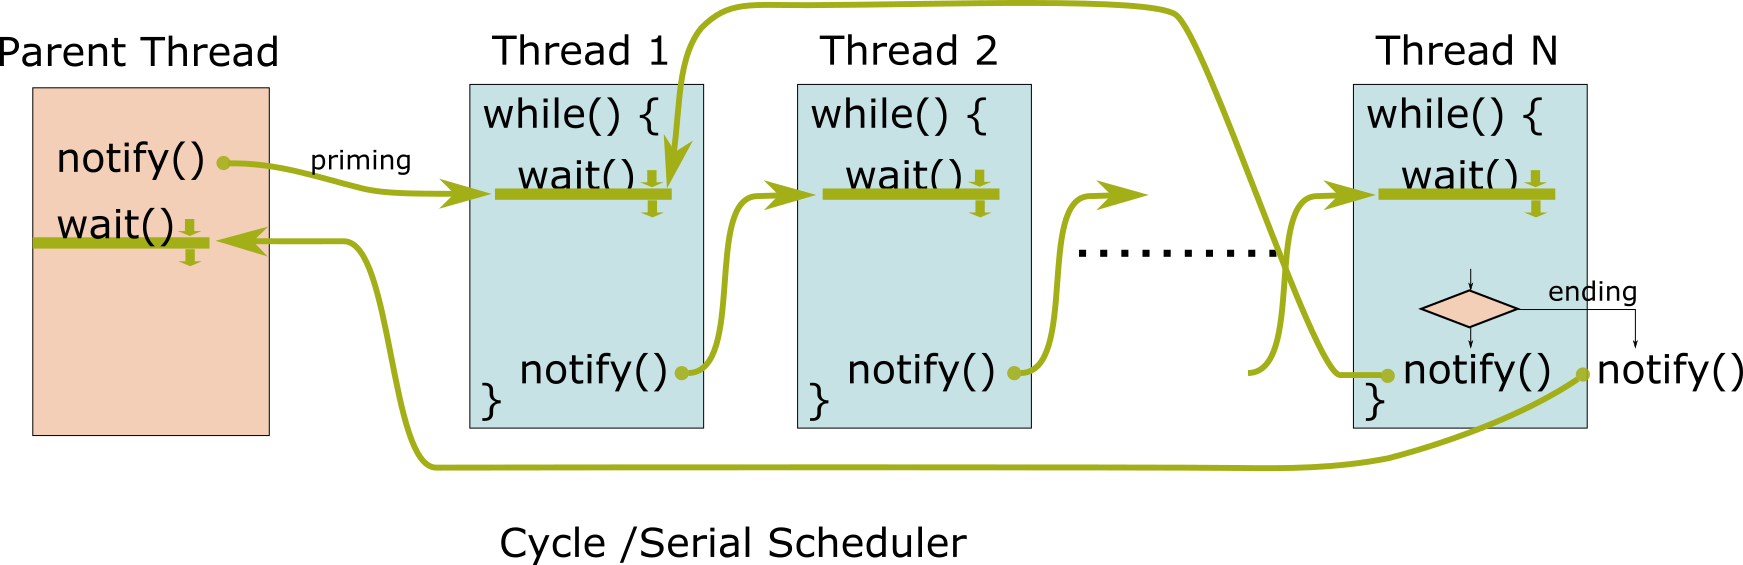 Parent Thread
notify()
wait()
priming
Thread 1
while() {
wait()
notify()
}
Thread 2
while() {
wait()
notify()
}
Thread N
while() {
wait()
ending
notify()
}
notify()
Cycle /Serial Scheduler